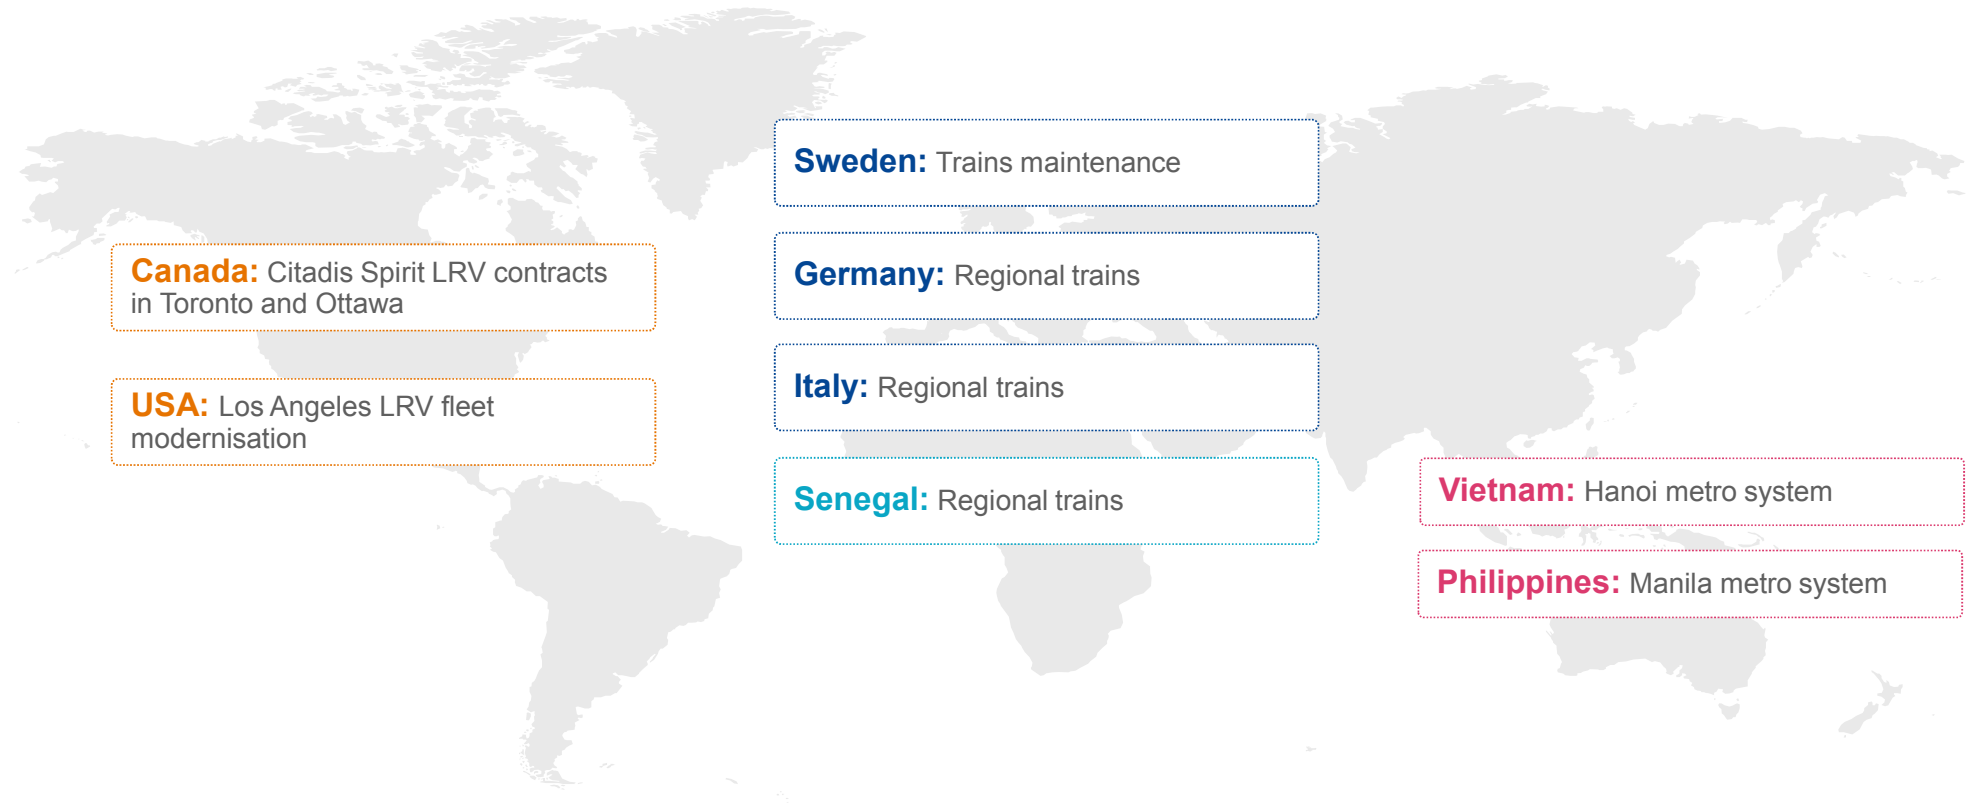 Canada: Citadis Spirit LRV contracts
in Toronto and Ottawa
USA: Los Angeles LRV fleet
modernisation
Sweden: Trains maintenance
Germany: Regional trains
Italy: Regional trains
Senegal: Regional trains
Vietnam: Hanoi metro system
Philippines: Manila metro system